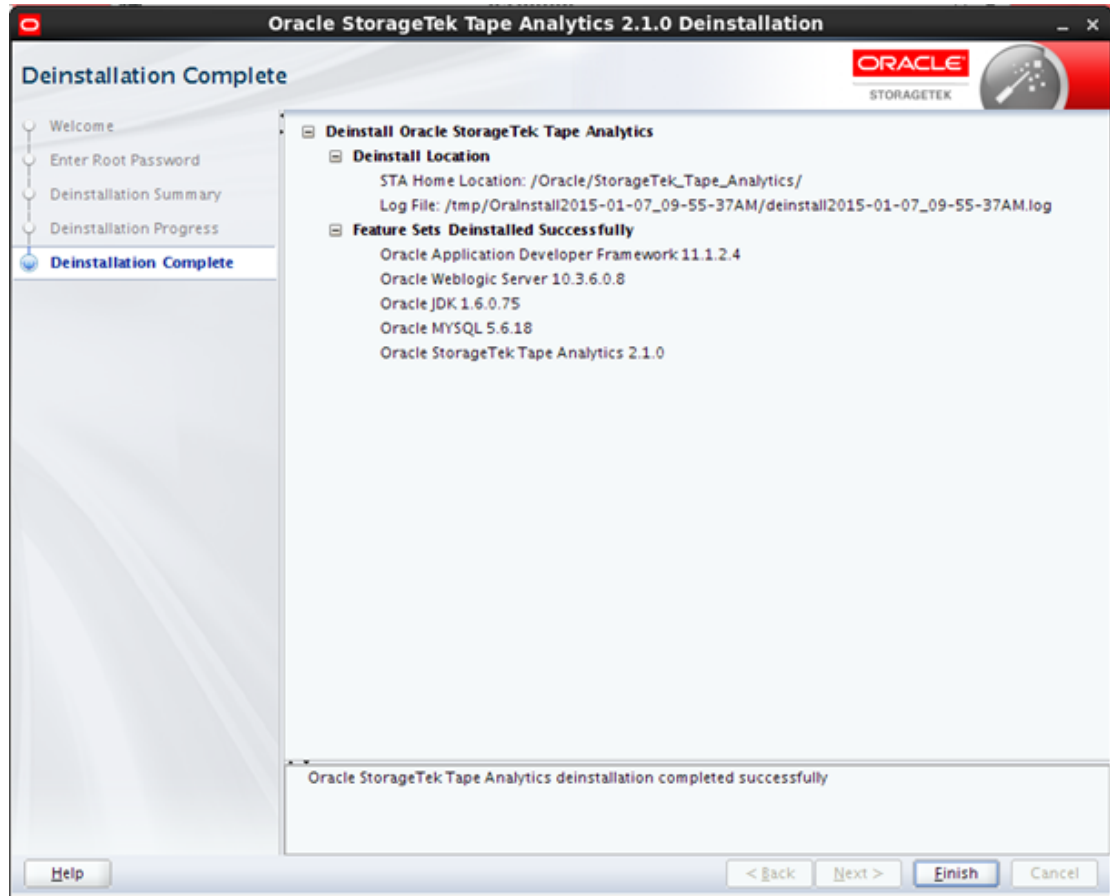 Oracle StorageTek Tape Analytics 2.1.0 Deinstallation
Deinstallation Complete
ORACLE
STORAGETEK
Welcome
Enter Root Password
Deinstallation Summary
Deinstallation Progress
Deinstallation Complete
Deinstall Oracle StorageTek Tape Analytics
Deinstall Location
STA Home Location: /Oracle/StorageTek_Tape_Analytics/
Log File: /tmp/OraInstall2015-01-07_09-55-37AM/deinstall2015-01-07_09-55-37AM.log
Feature Sets Deinstalled Successfully
Oracle Application Developer Framework 11.1.2.4
Oracle Weblogic Server 10.3.6.0.8
Oracle JDK 1.6.0.75
Oracle MYSQL 5.6.18
Oracle StorageTek Tape Analytics 2.1.0
Oracle StorageTek Tape Analytics deinstallation completed successfully
Help
< Back
Next >
Finish
Cancel